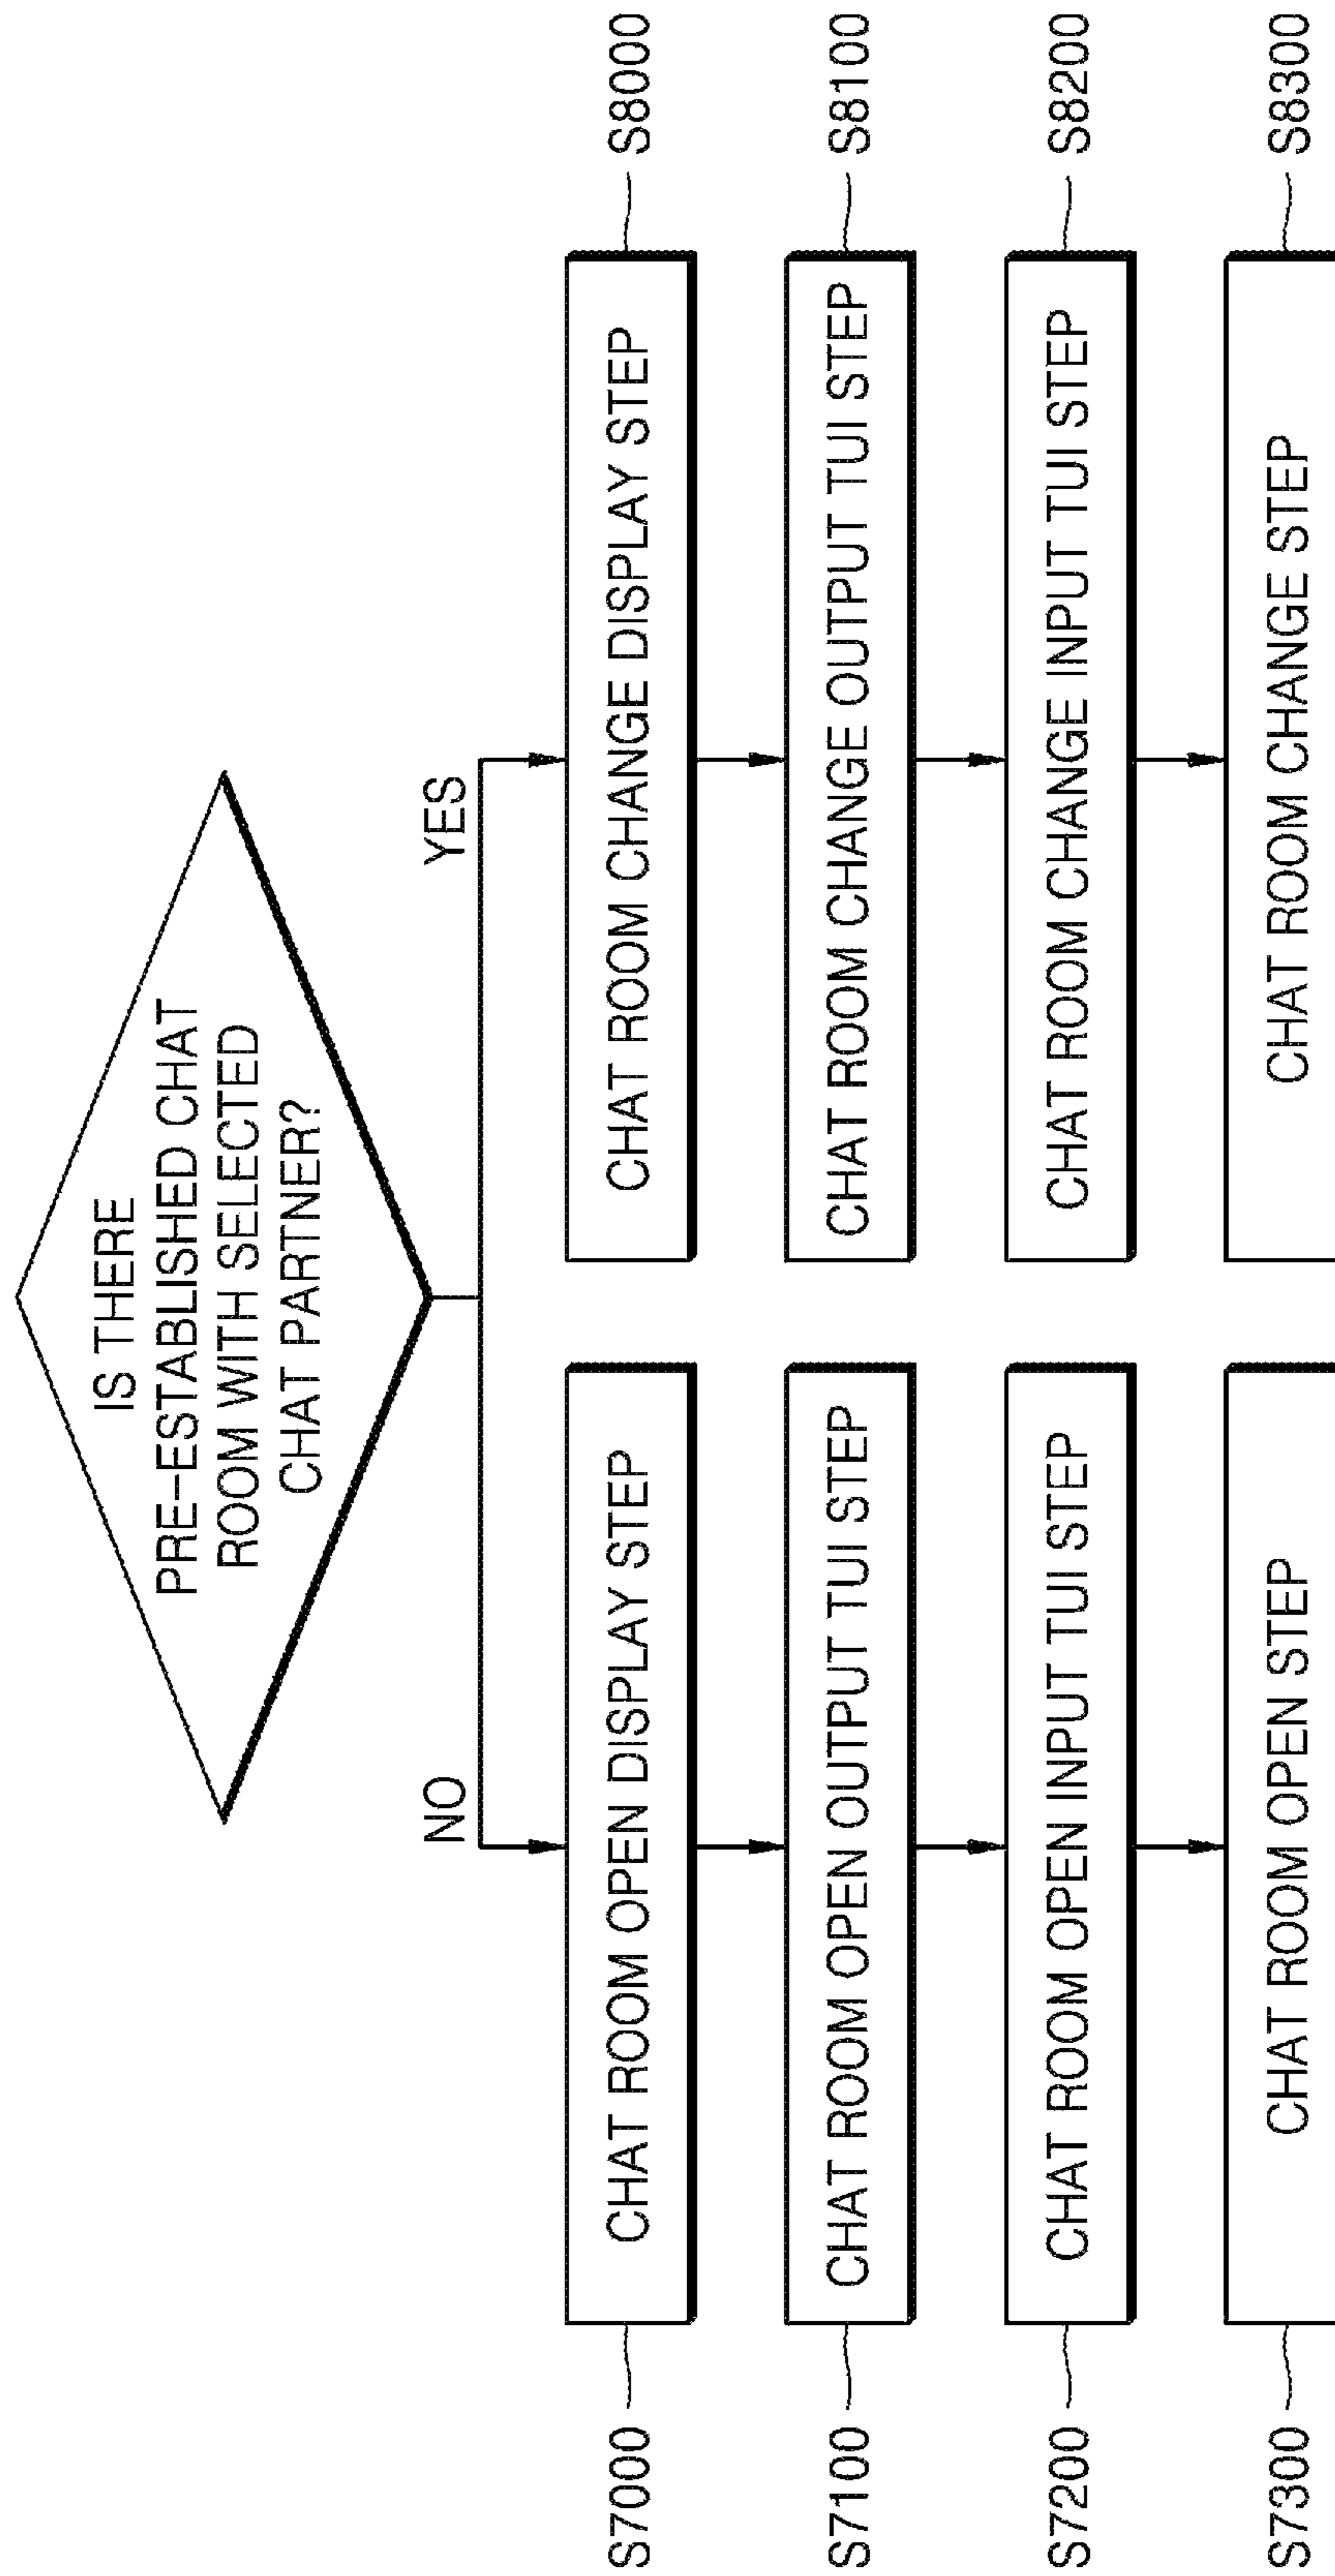 IS THERE
PRE-ESTABLISHED CHAT
ROOM WITH SELECTED
CHAT PARTNER?
NO
YES
S7000
CHAT ROOM OPEN DISPLAY STEP
CHAT ROOM CHANGE DISPLAY STEP
S8000
S7100
CHAT ROOM OPEN OUTPUT TUI STEP
CHAT ROOM CHANGE OUTPUT TUI STEP
S8100
S7200
CHAT ROOM OPEN INPUT TUI STEP
CHAT ROOM CHANGE INPUT TUI STEP
S8200
S7300
CHAT ROOM OPEN STEP
CHAT ROOM CHANGE STEP
S8300